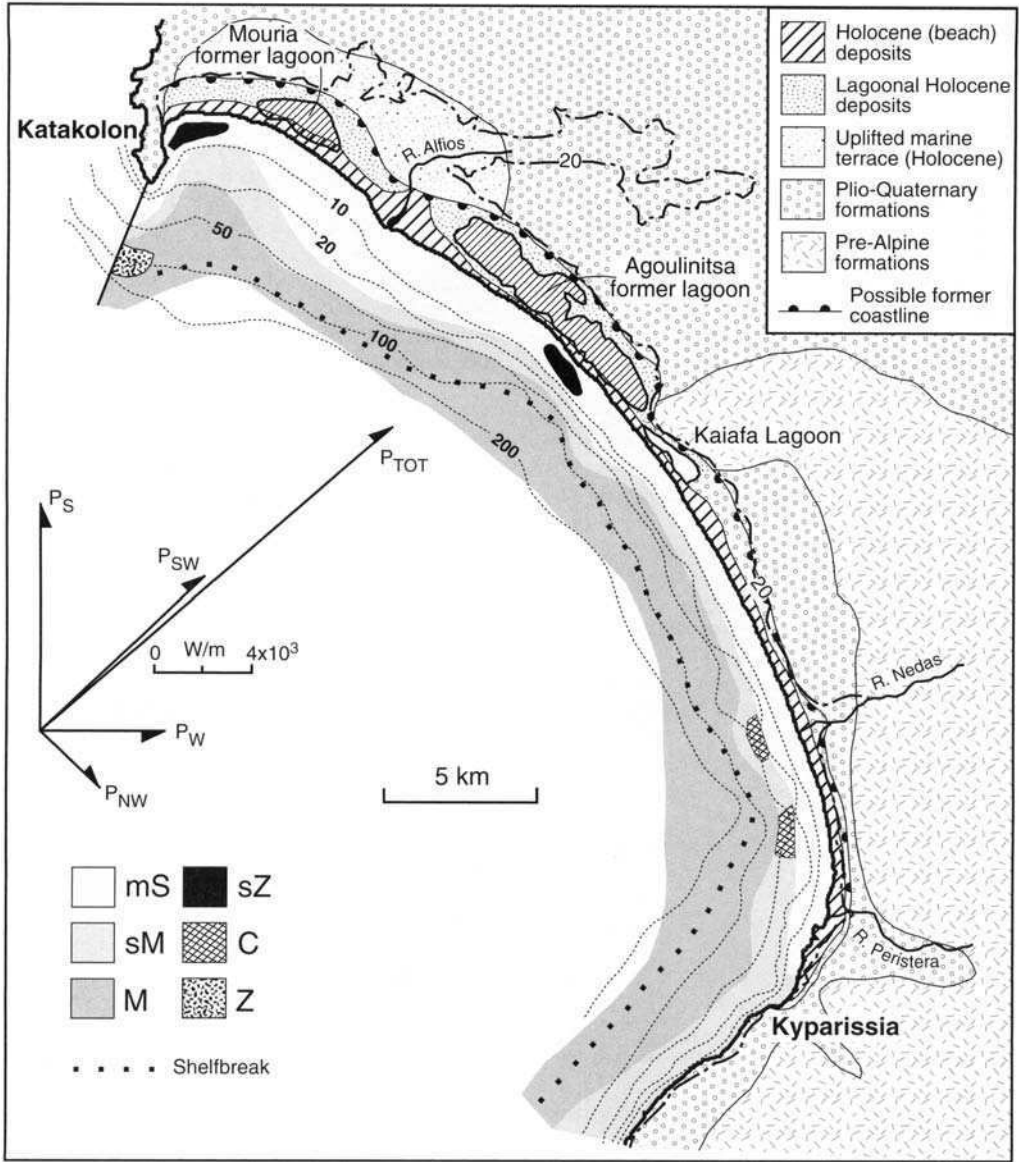 Mouria
former lagoon
Katakolon
R. Alfios
20
10
20
50
100
200
Agoulinitsa
former lagoon
Kaiafa Lagoon
20
R. Nedas
R. Peristera
Kyparissia
Holocene (beach)
deposits
Lagoonal Holocene
deposits
Uplifted marine
terrace (Holocene)
Plio-Quaternary
formations
Pre-Alpine
formations
Possible former
coastline
P_TOT
P_S
P_SW
0 W/m 4x10³
P_W
P_NW
5 km
mS sZ
sM C
M Z
Shelfbreak